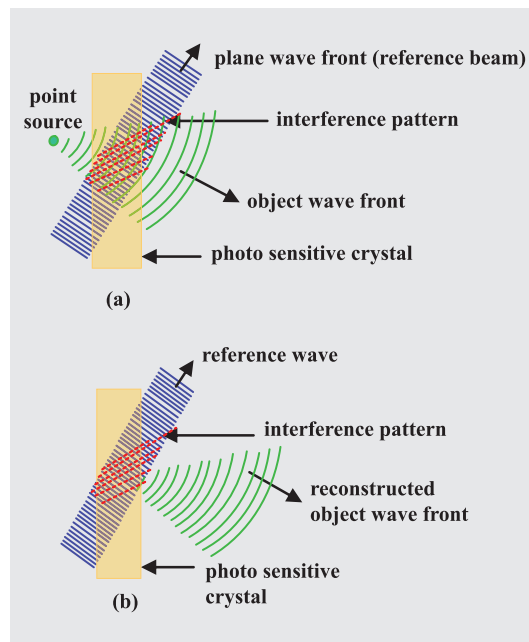 plane wave front (reference beam)
point
source
interference pattern
object wave front
photo sensitive crystal
(a)
reference wave
interference pattern
reconstructed
object wave front
photo sensitive
crystal
(b)